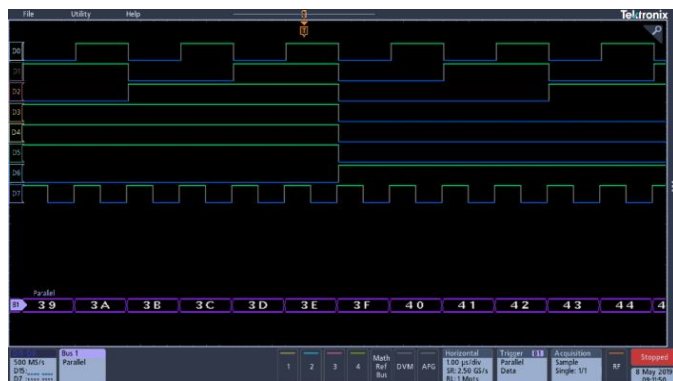 File Utility Help
Tektronix
T
D0
D1
D2
D3
D4
D5
D6
D7
Parallel
B1 39 3A 3B 3C 3D 3E 3F 40 41 42 43 44 4
500 MS/s
D15:
D7
Bus 1
Parallel
1 2 3 4
Math
Ref
Bus
DVM AFG
Horizontal
1.00 µs/div
SR: 2.50 GS/s
Trigger
Parallel
Data
Acquisition
Sample
Single: 1/1
RF
Stopped
8 May 2019